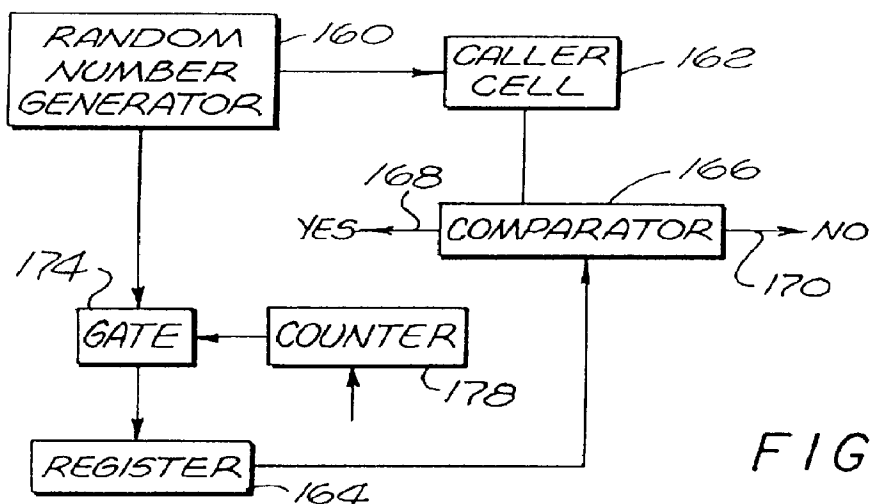 RANDOM
NUMBER
GENERATOR
160
CALLER
CELL
162
166
168
YES
COMPARATOR
NO
170
174
GATE
COUNTER
178
REGISTER
164
FIG